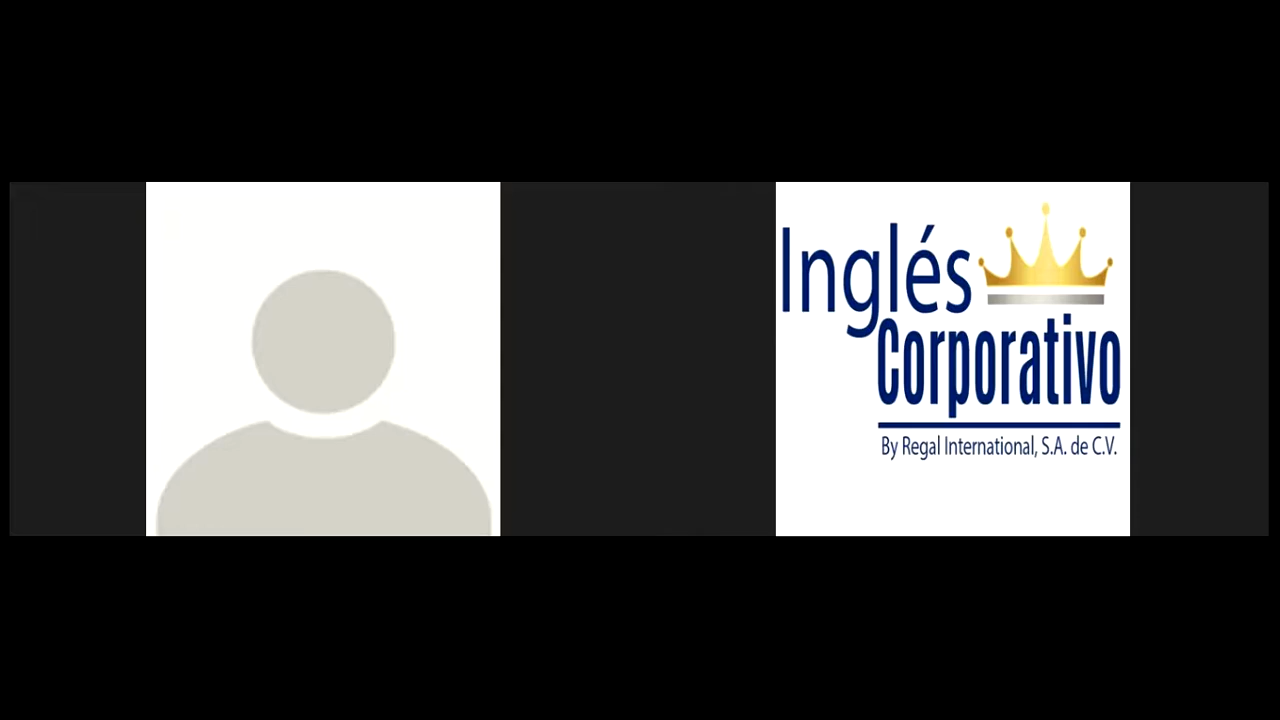 Inglés
Corporativo
By Regal International, S.A. de C.V.